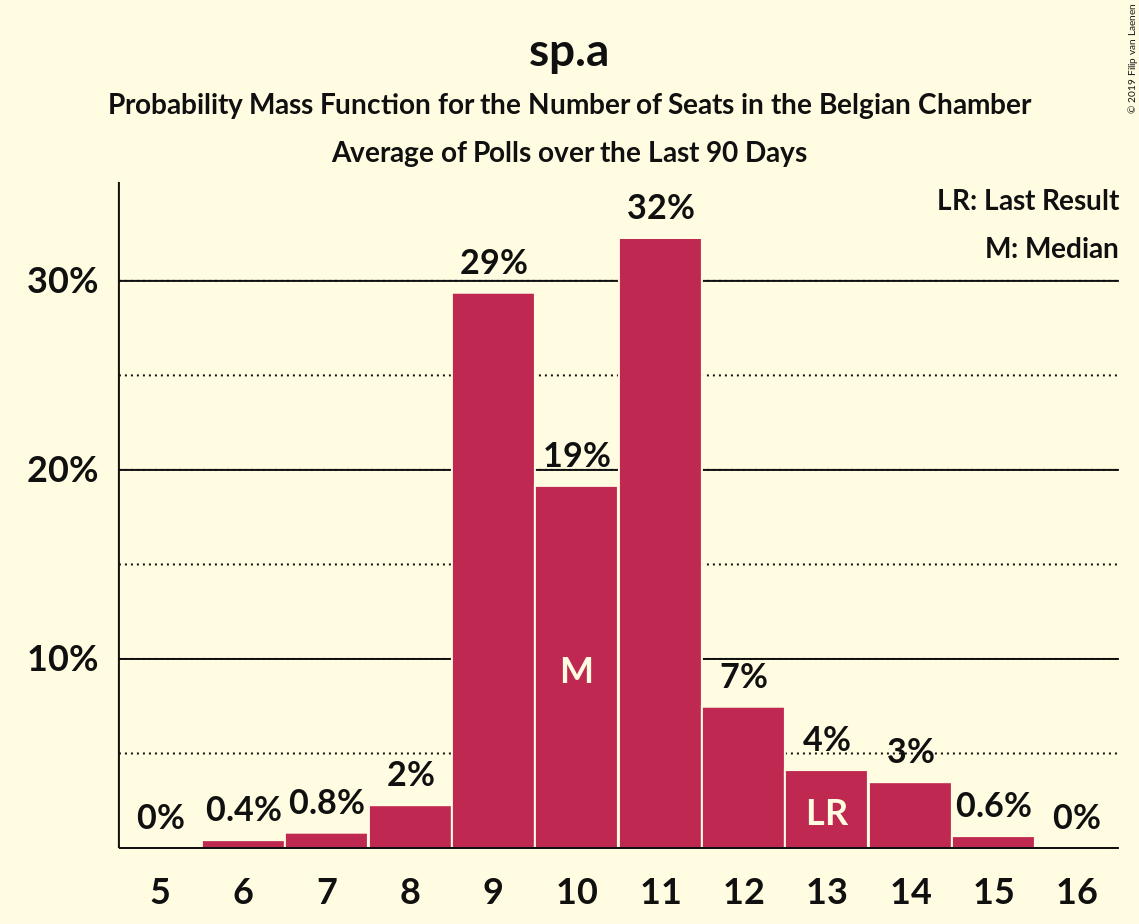 sp.a
Probability Mass Function for the Number of Seats in the Belgian Chamber
Average of Polls over the Last 90 Days
© 2019 Filip van Laenen
LR: Last Result
M: Median
30%
20%
10%
0%
0.4%
0.8%
2%
29%
19%
32%
7%
4%
3%
0.6%
0%
M
LR
5 6 7 8 9 10 11 12 13 14 15 16